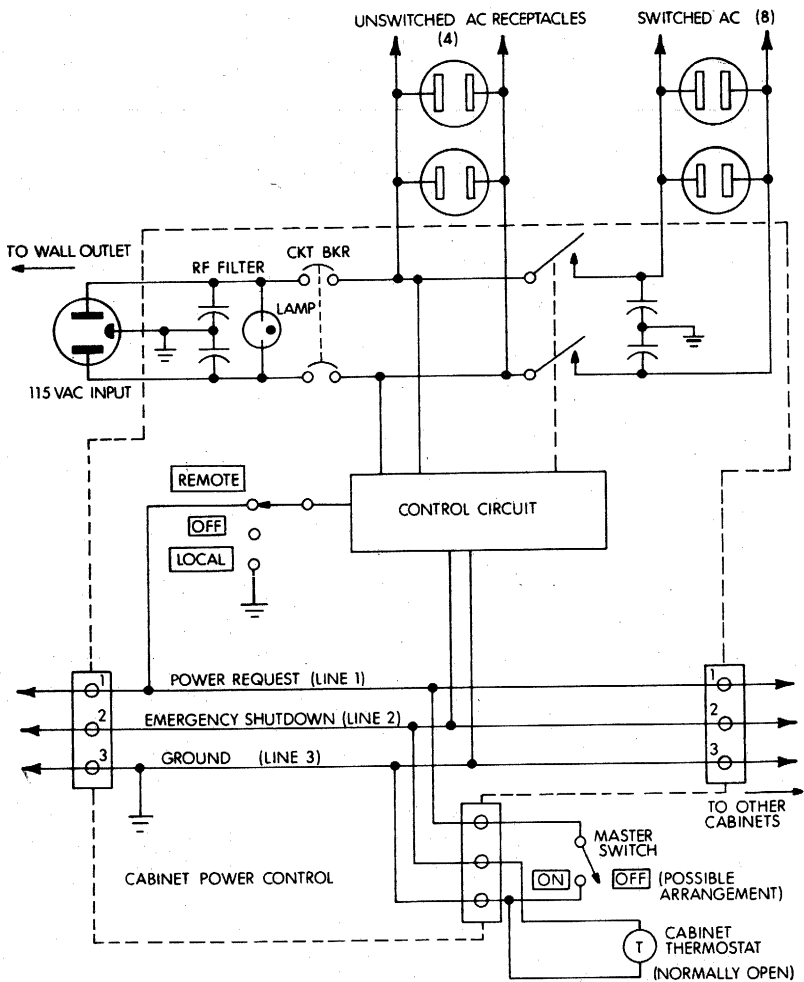 UNSWITCHED AC RECEPTACLES
(4)
SWITCHED AC (8)
TO WALL OUTLET
RF FILTER
CKT BKR
LAMP
115 VAC INPUT
REMOTE
OFF
LOCAL
CONTROL CIRCUIT
1
POWER REQUEST (LINE 1)
1
2
EMERGENCY SHUTDOWN (LINE 2)
2
3
GROUND (LINE 3)
3
TO OTHER
CABINETS
MASTER
SWITCH
ON
OFF
(POSSIBLE
ARRANGEMENT)
CABINET POWER CONTROL
T
CABINET
THERMOSTAT
(NORMALLY OPEN)